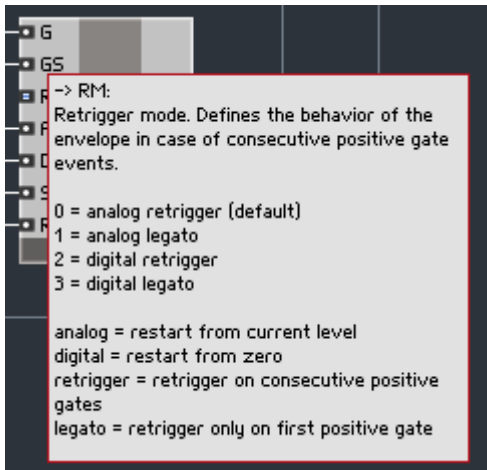 G
GS
-> RM:
Retrigger mode. Defines the behavior of the
envelope in case of consecutive positive gate
events.
0 = analog retrigger (default)
1 = analog legato
2 = digital retrigger
3 = digital legato
analog = restart from current level
digital = restart from zero
retrigger = retrigger on consecutive positive
gates
legato = retrigger only on first positive gate